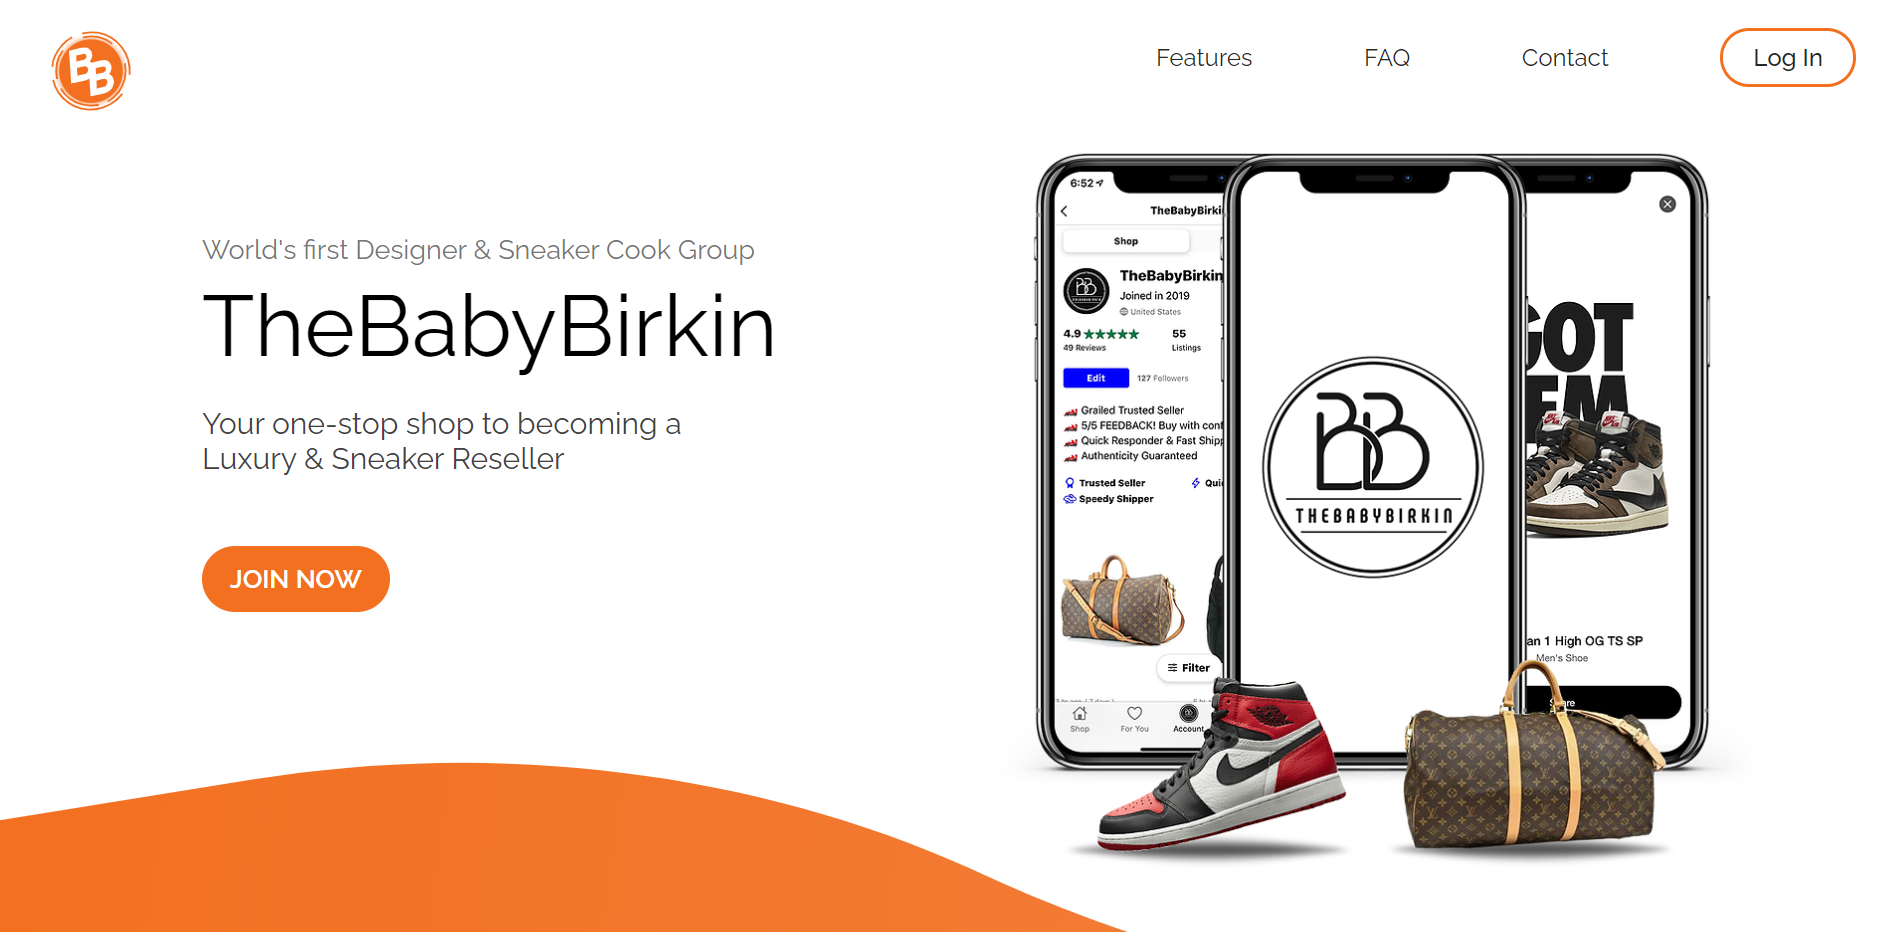 BB
Features
FAQ
Contact
Log In
World's first Designer & Sneaker Cook Group
TheBabyBirkin
Your one-stop shop to becoming a
Luxury & Sneaker Reseller
JOIN NOW
6:52
TheBabyBirki
Shop
TheBabyBirkin
Joined in 2019
United States
4.9
55
49 Reviews
Listings
Edit
127 Followers
Grailed Trusted Seller
5/5 FEEDBACK! Buy with conf
Quick Responder & Fast Shipp
Authenticity Guaranteed
Trusted Seller
Quic
Speedy Shipper
Filter
Shop
For You
Account
BB
THEBABYBIRKIN
GOT
'EM
an 1 High OG TS SP
Men's Shoe